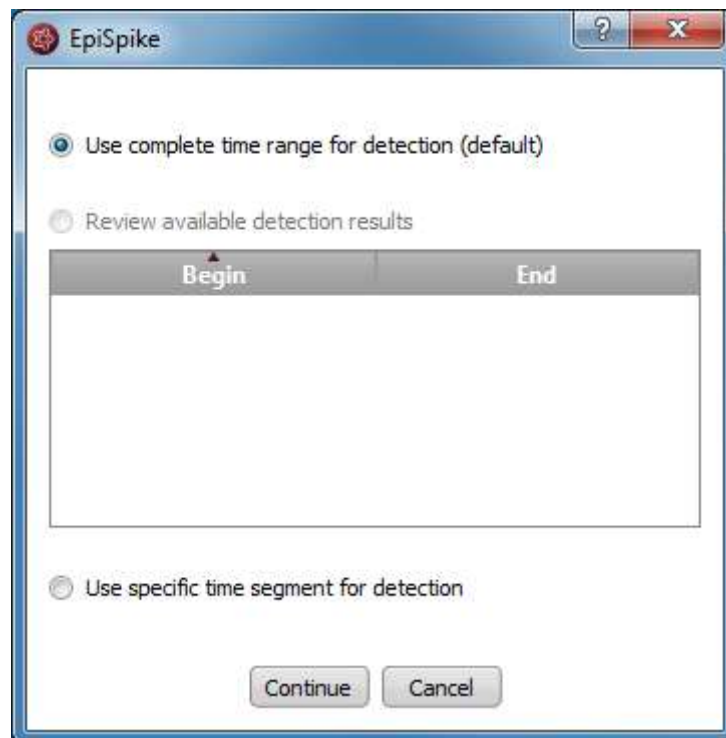 EpiSpike
Use complete time range for detection (default)
Review available detection results
Begin End
Use specific time segment for detection
Continue Cancel